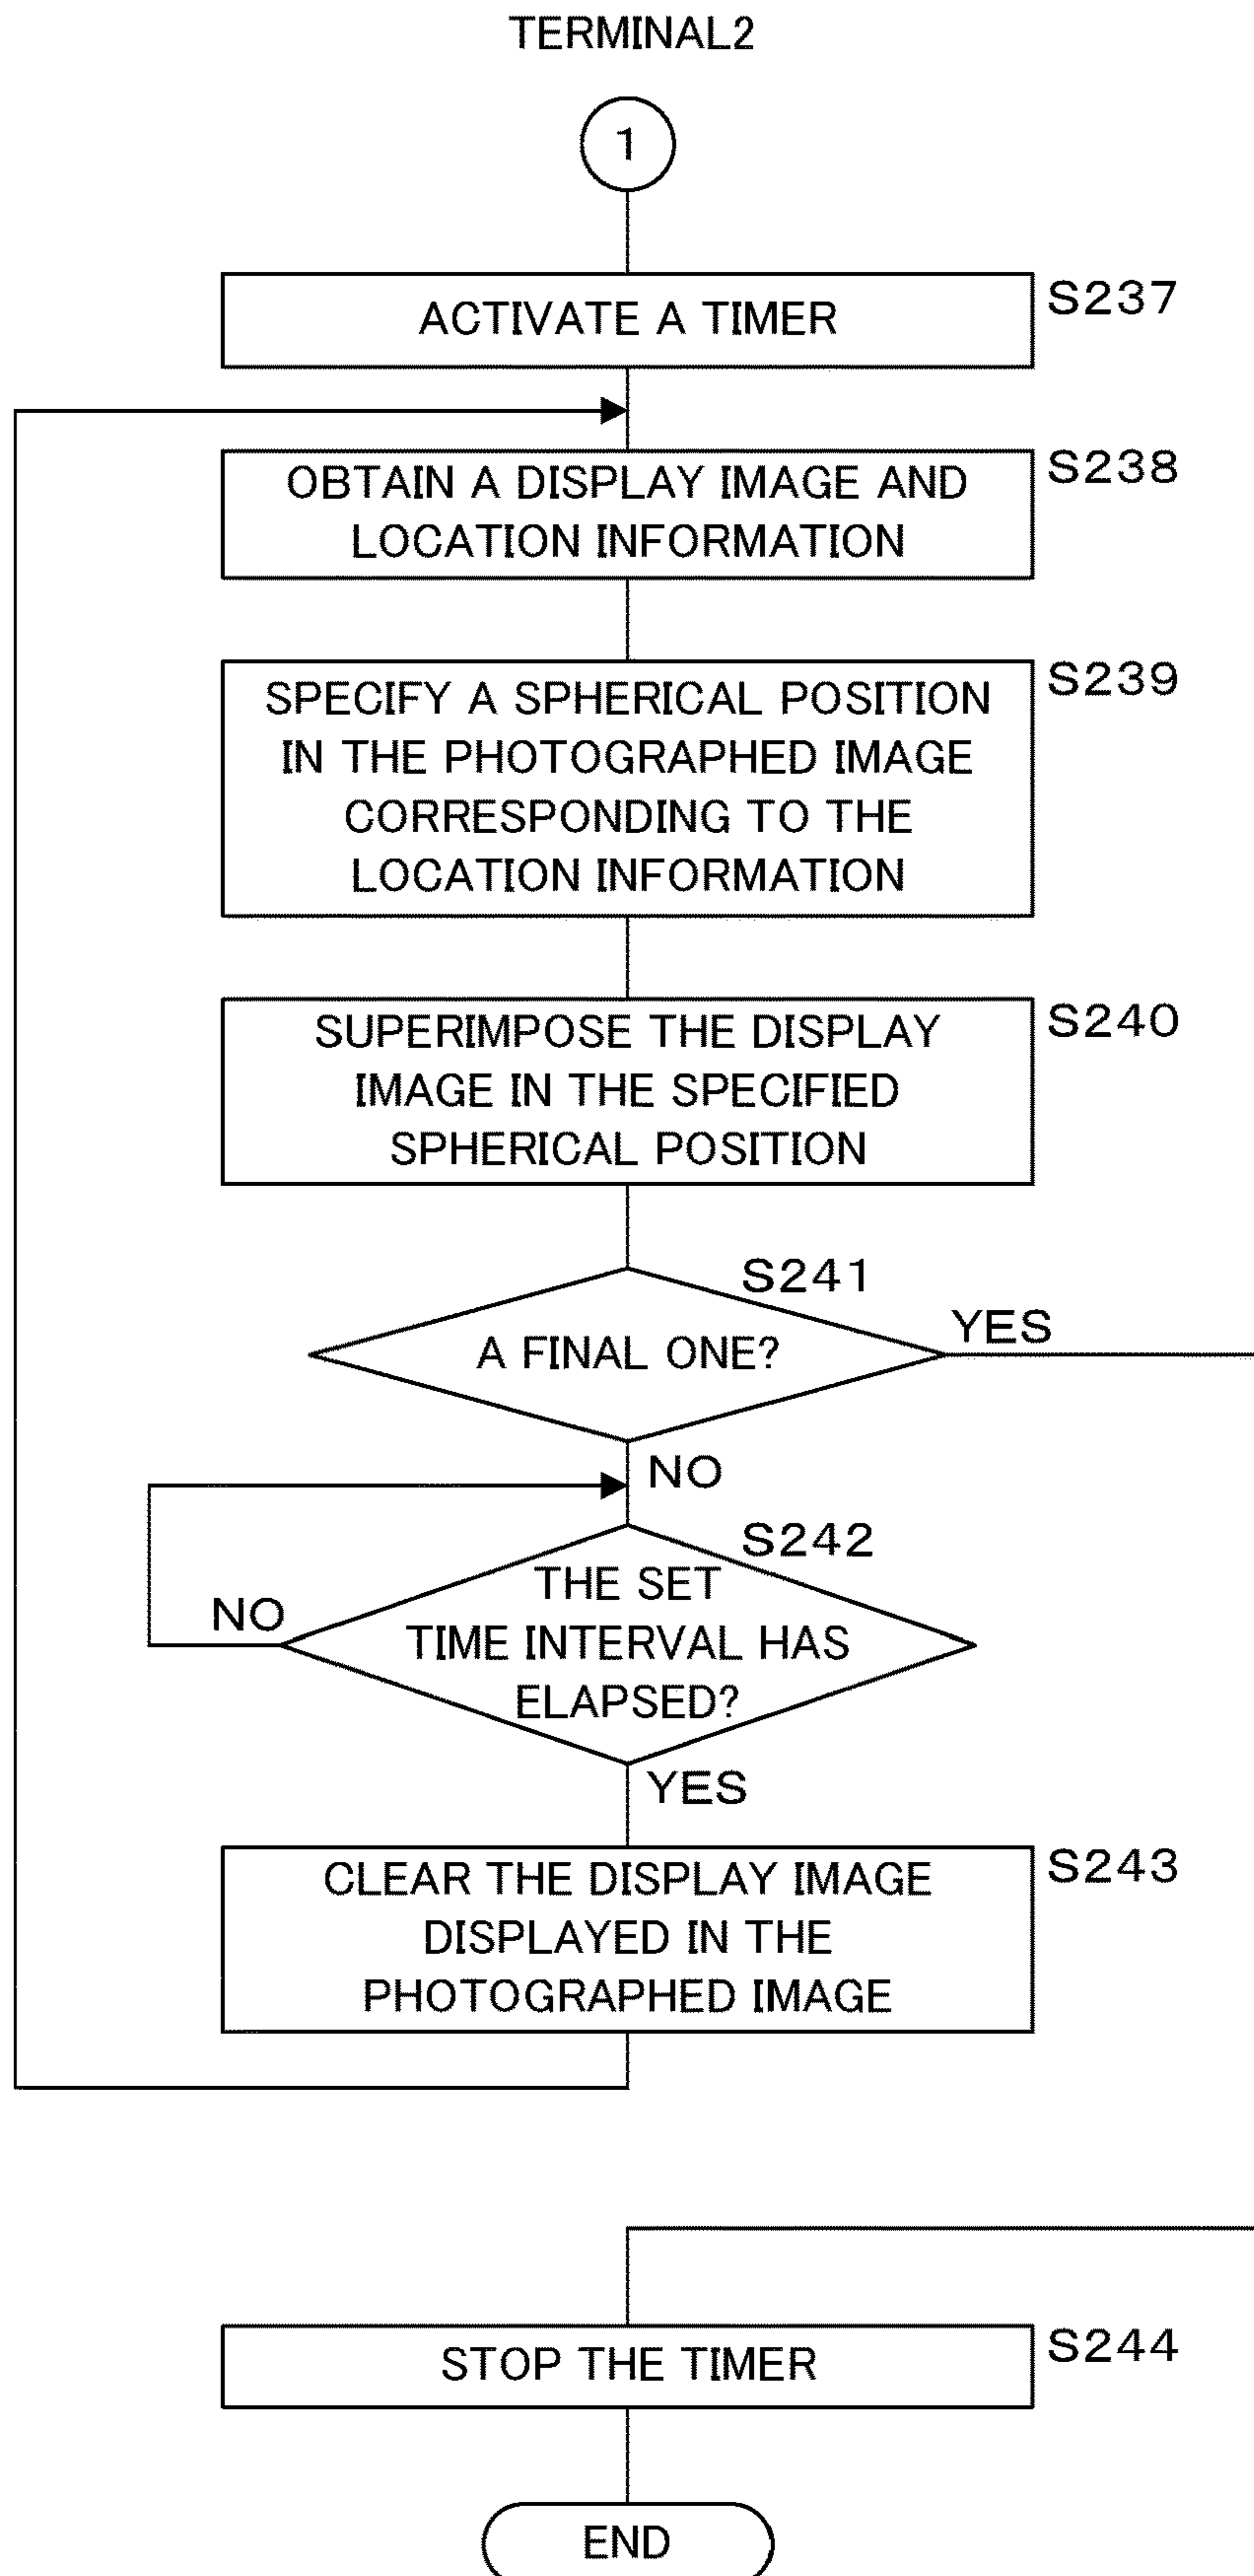 TERMINAL2
1
ACTIVATE A TIMER
S237
OBTAIN A DISPLAY IMAGE AND
LOCATION INFORMATION
S238
SPECIFY A SPHERICAL POSITION
IN THE PHOTOGRAPHED IMAGE
CORRESPONDING TO THE
LOCATION INFORMATION
S239
SUPERIMPOSE THE DISPLAY
IMAGE IN THE SPECIFIED
SPHERICAL POSITION
S240
S241
A FINAL ONE?
YES
NO
S242
THE SET
TIME INTERVAL HAS
ELAPSED?
NO
YES
CLEAR THE DISPLAY IMAGE
DISPLAYED IN THE
PHOTOGRAPHED IMAGE
S243
STOP THE TIMER
S244
END